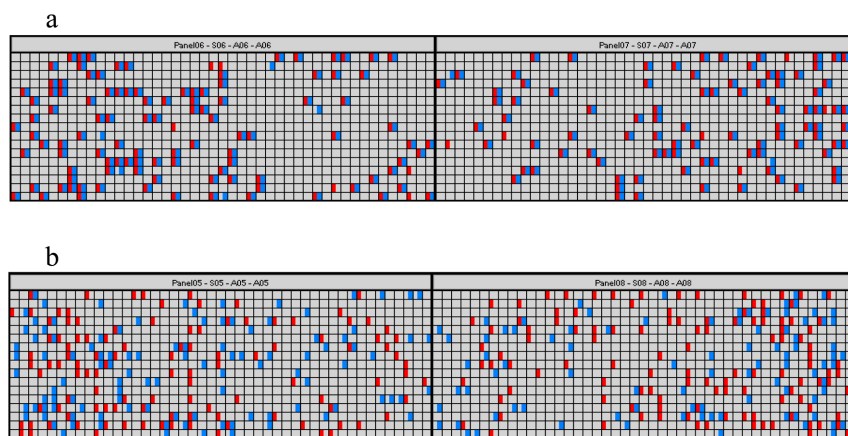 a
Panel06 - S06 - A06 - A06
Panel07 - S07 - A07 - A07
b
Panel05 - S05 - A05 - A05
Panel08 - S08 - A08 - A08